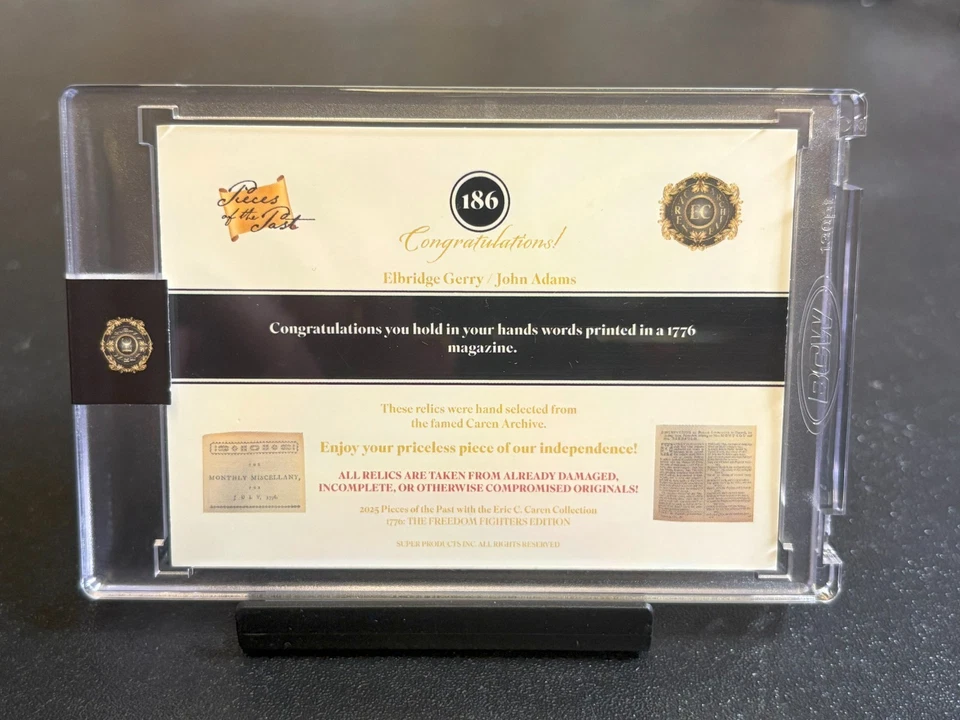 Pieces
of the Past
186
EC
Congratulations!
Elbridge Gerry / John Adams
Congratulations you hold in your hands words printed in a 1776
magazine.
These relics were hand selected from
the famed Caren Archive.
Enjoy your priceless piece of our independence!
THE
MONTHLY MISCELLANY,
FOR
JULY, 1776
ALL RELICS ARE TAKEN FROM ALREADY DAMAGED,
INCOMPLETE, OR OTHERWISE COMPROMISED ORIGINALS!
2025 Pieces of the Past with the Eric C. Caren Collection
1776: THE FREEDOM FIGHTERS EDITION
SUPER PRODUCTS INC. ALL RIGHTS RESERVED
BCW